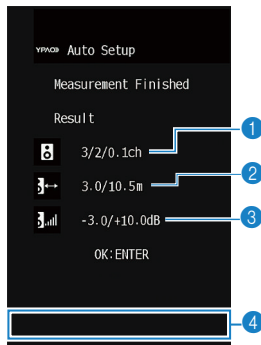 YPAO Auto Setup
Measurement Finished
Result
3/2/0.1ch
1
3.0/10.5m
2
-3.0/+10.0dB
3
OK:ENTER
4